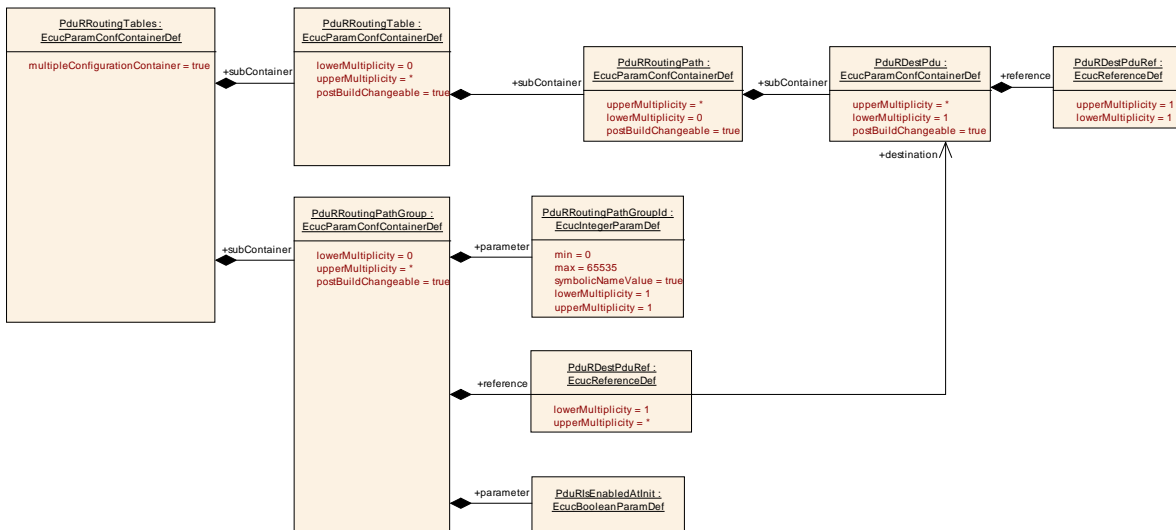 PduRRoutingTables :
EcucParamConfContainerDef
multipleConfigurationContainer = true
+subContainer
PduRRoutingTable :
EcucParamConfContainerDef
lowerMultiplicity = 0
upperMultiplicity = *
postBuildChangeable = true
+subContainer
PduRRoutingPath :
EcucParamConfContainerDef
upperMultiplicity = *
lowerMultiplicity = 0
postBuildChangeable = true
+subContainer
PduRDestPdu :
EcucParamConfContainerDef
upperMultiplicity = *
lowerMultiplicity = 1
postBuildChangeable = true
+reference
PduRDestPduRef :
EcucReferenceDef
upperMultiplicity = 1
lowerMultiplicity = 1
+destination
+subContainer
PduRRoutingPathGroup :
EcucParamConfContainerDef
lowerMultiplicity = 0
upperMultiplicity = *
postBuildChangeable = true
+parameter
PduRRoutingPathGroupId :
EcucIntegerParamDef
min = 0
max = 65535
symbolicNameValue = true
lowerMultiplicity = 1
upperMultiplicity = 1
+reference
PduRDestPduRef :
EcucReferenceDef
lowerMultiplicity = 1
upperMultiplicity = *
+parameter
PduRIsEnabledAtInit :
EcucBooleanParamDef